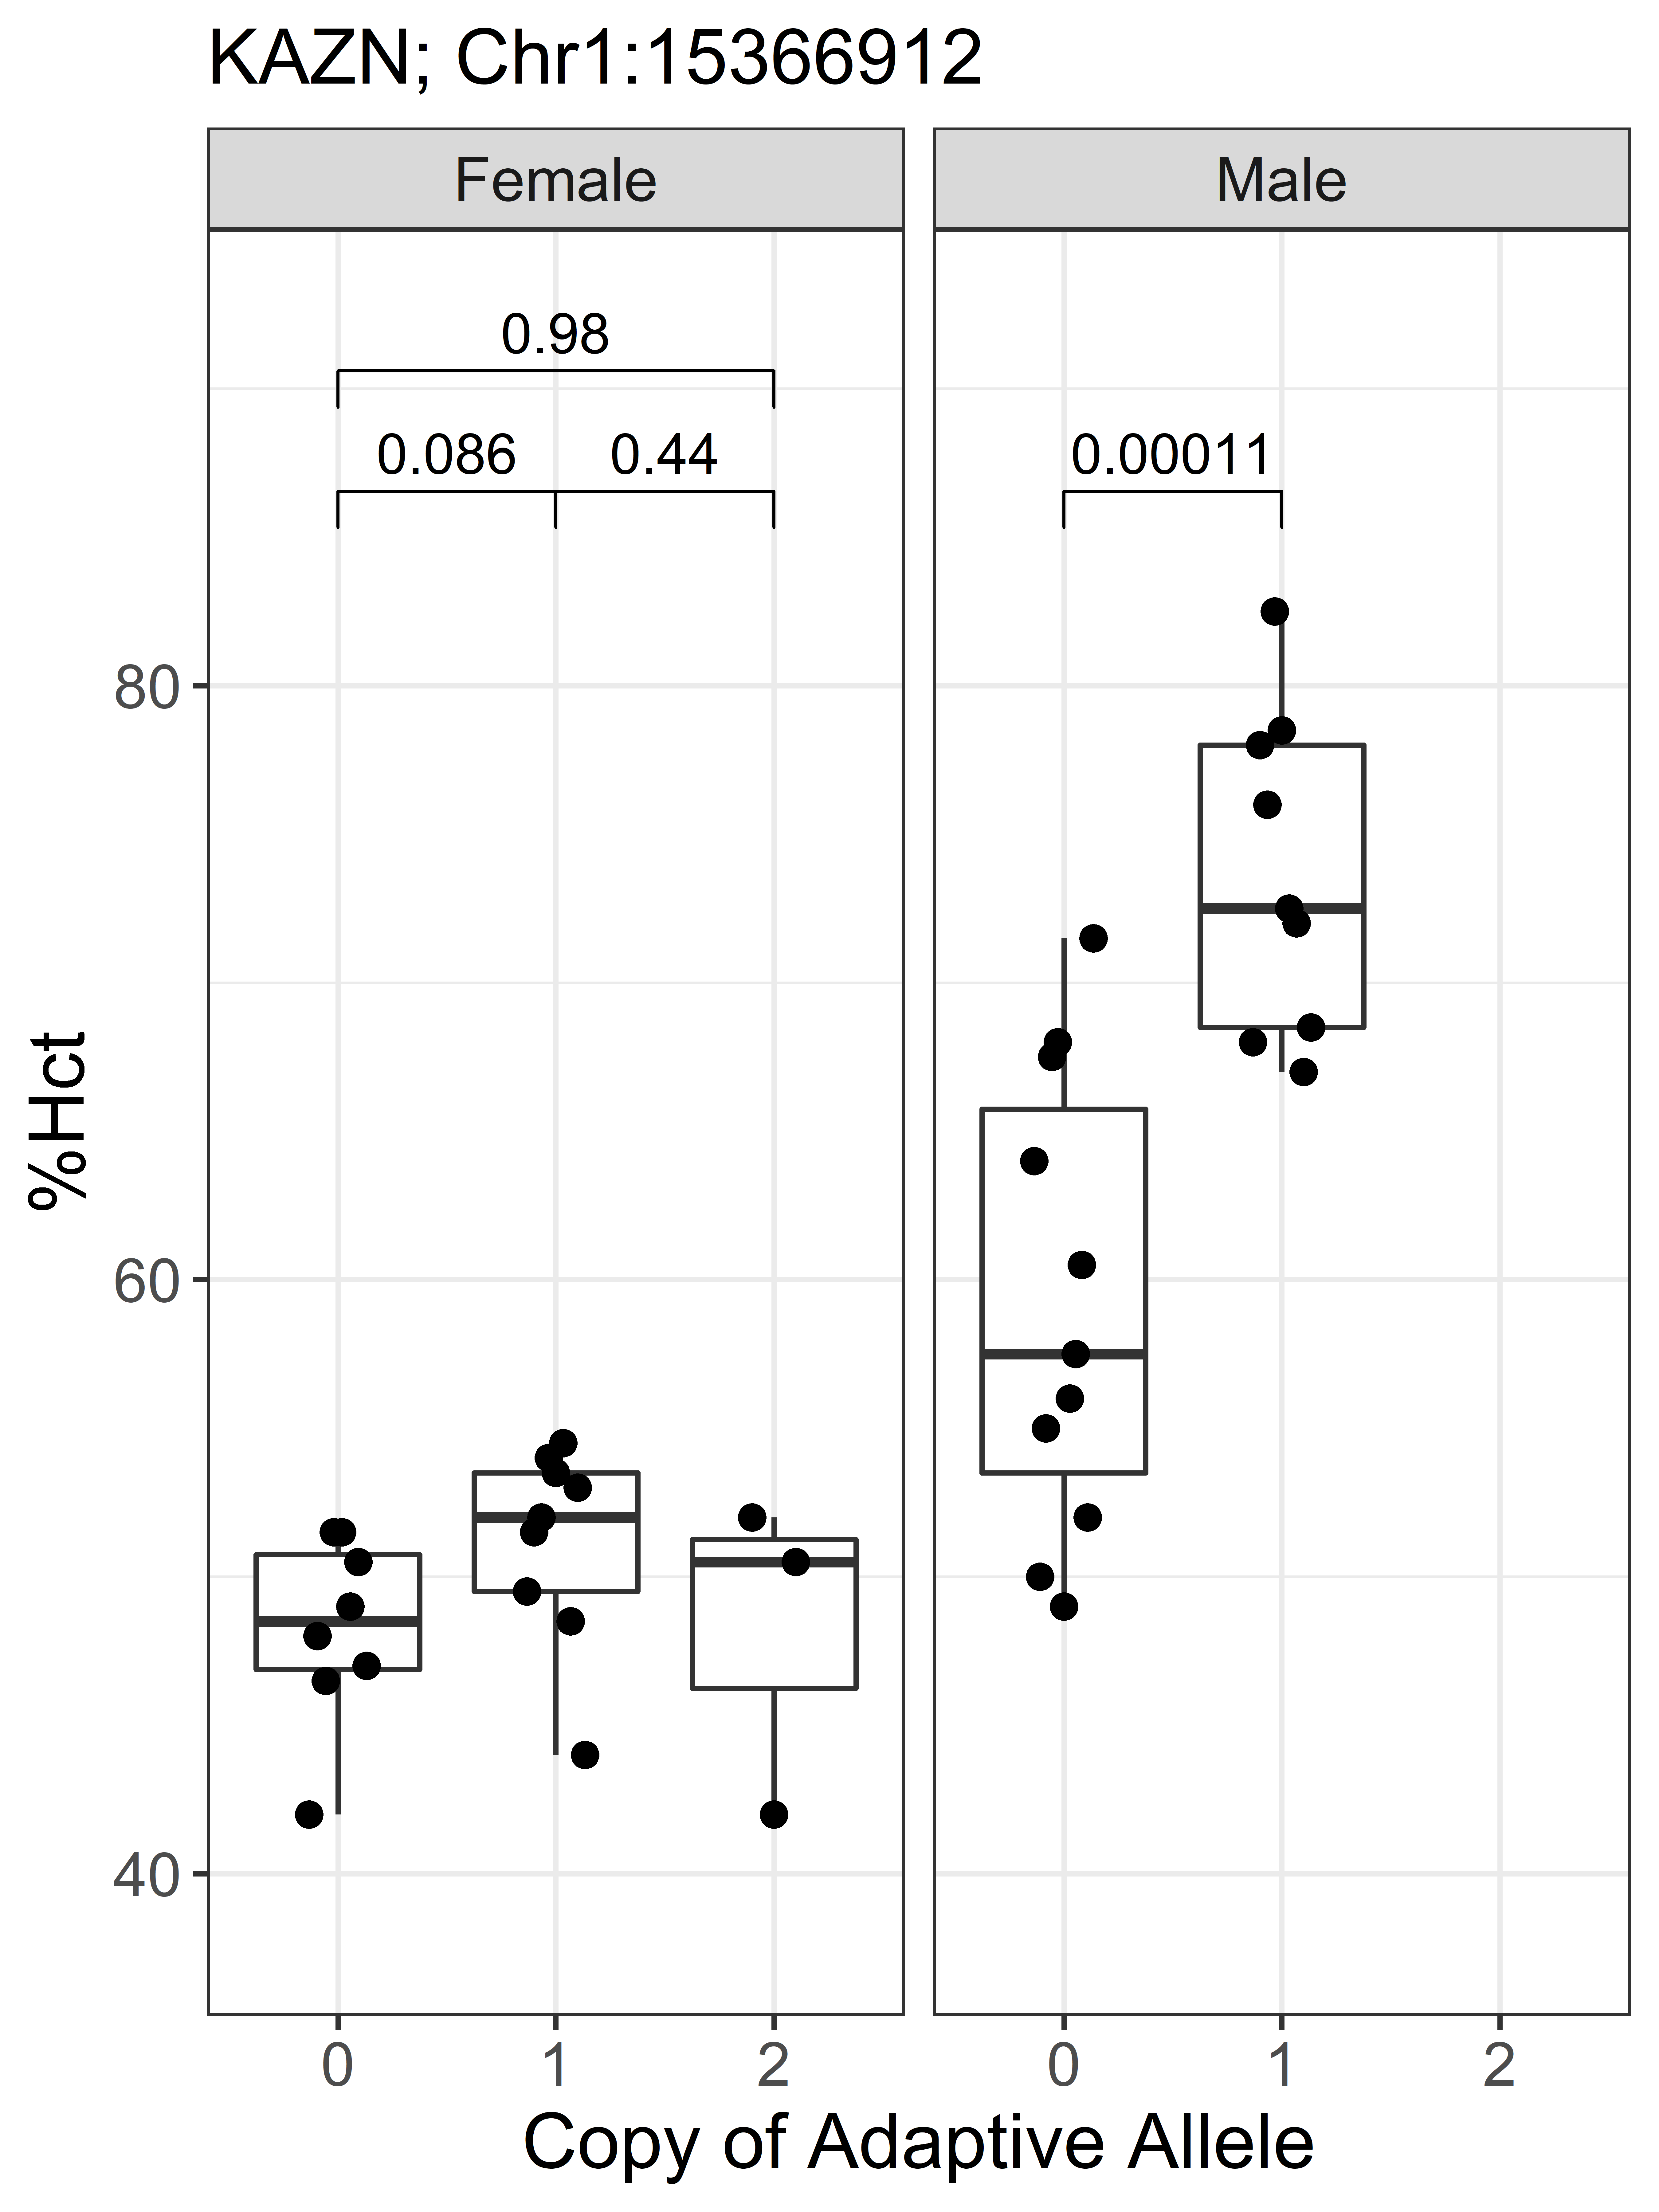 KAZN; Chr1:15366912
Female
Male
0.98
0.086
0.44
0.00011
80
60
40
%Hct
0
1
2
0
1
2
Copy of Adaptive Allele